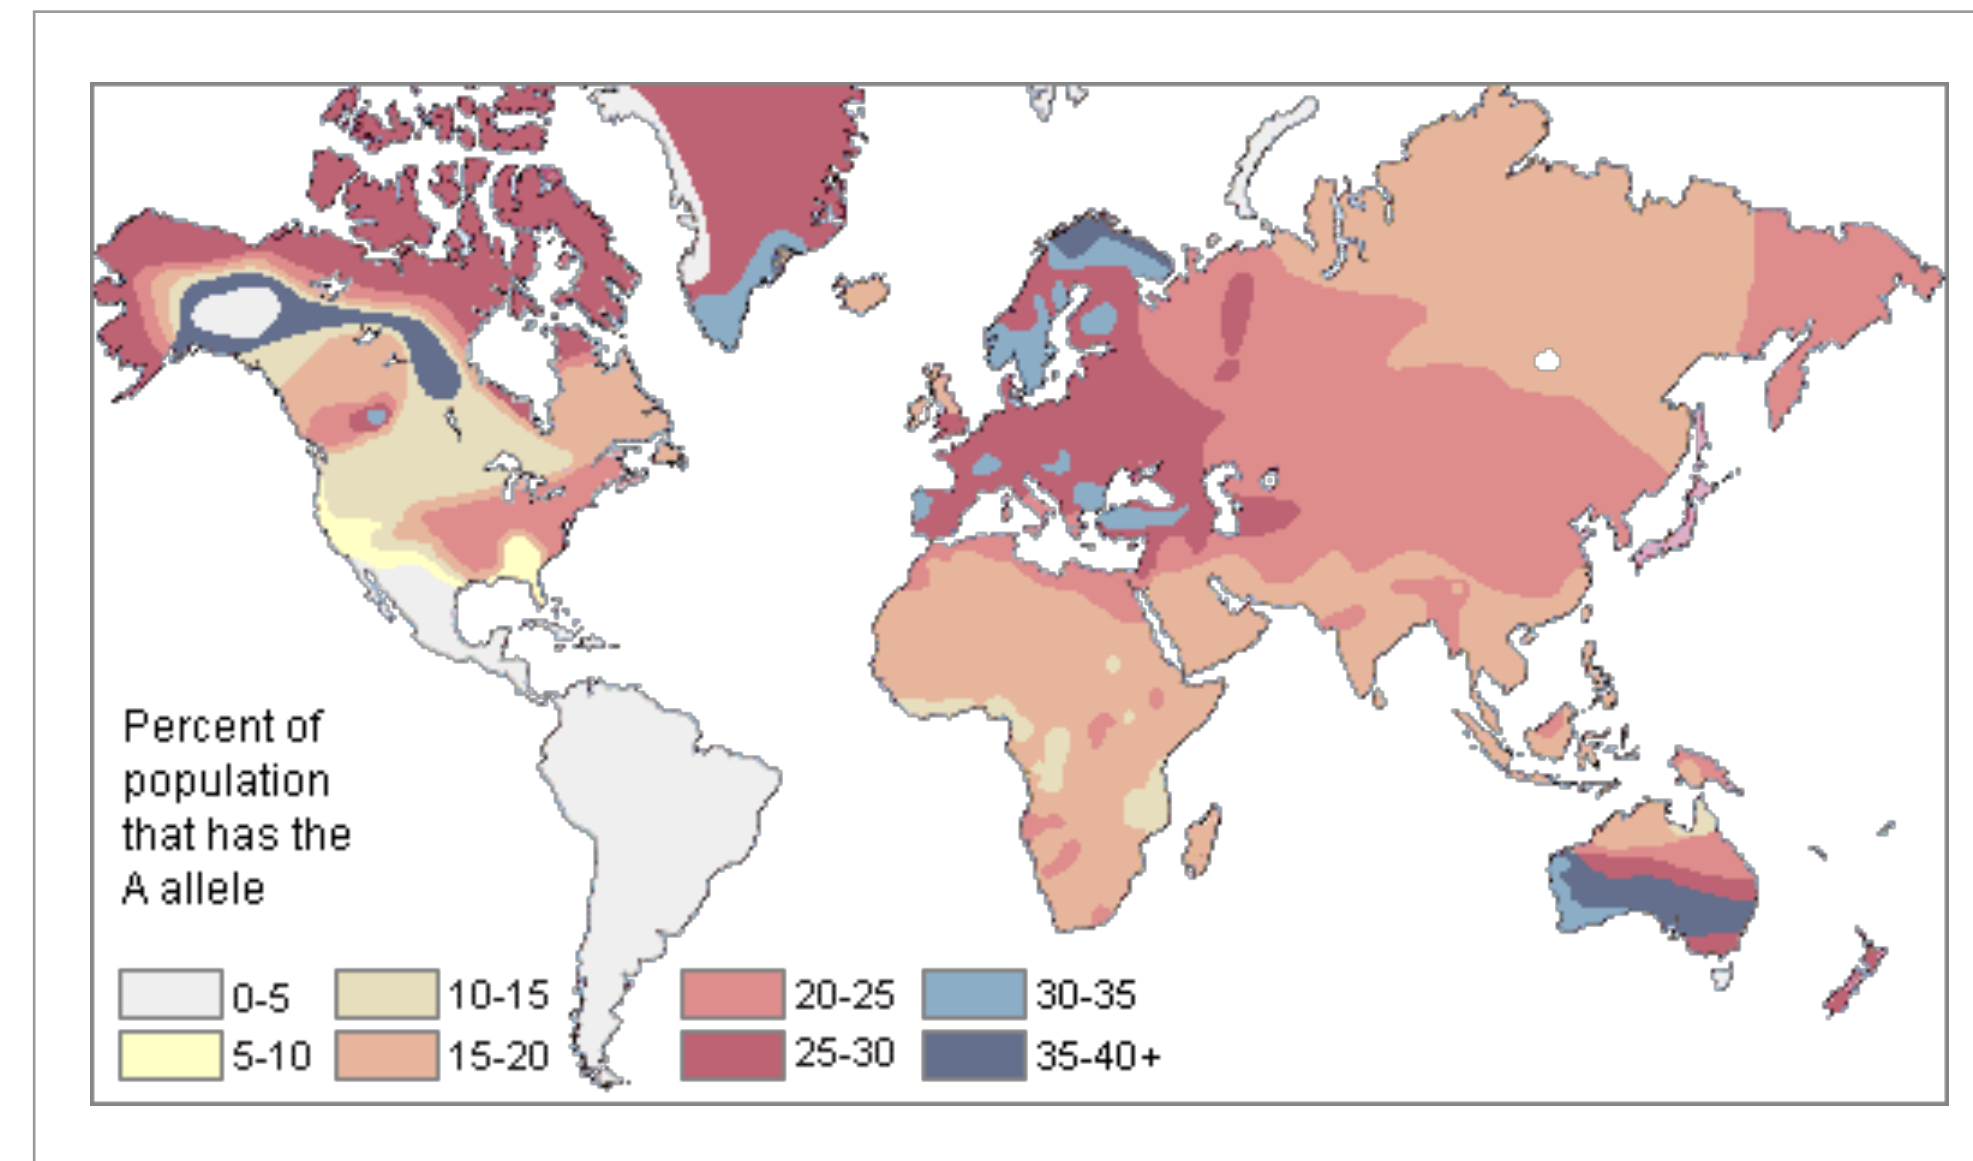 Percent of
population
that has the
A allele
0-5 10-15 20-25 30-35
5-10 15-20 25-30 35-40+